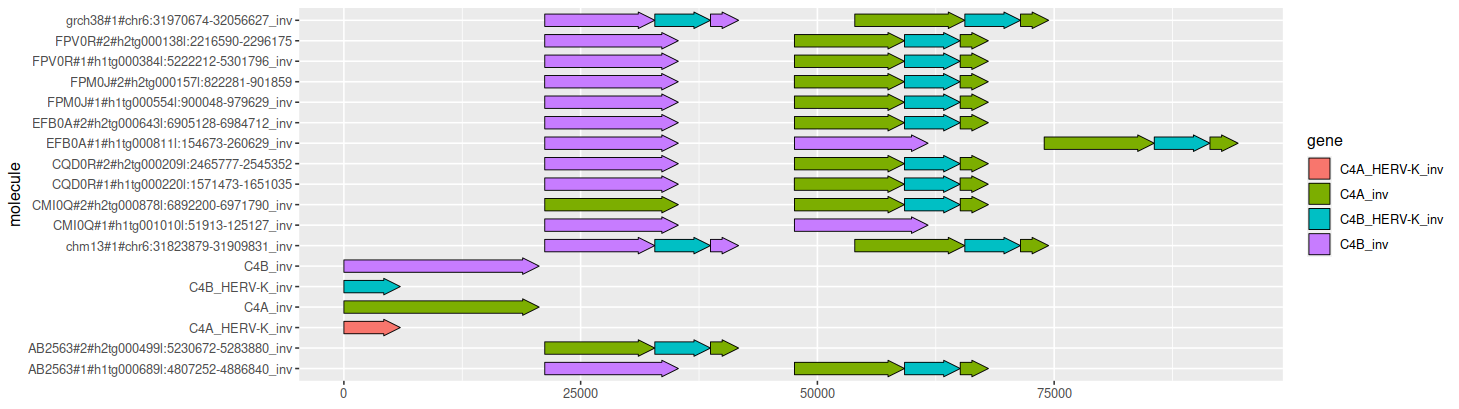 molecule
grch38#1#chr6:31970674-32056627_inv
FPV0R#2#h2tg000138l:2216590-2296175
FPV0R#1#h1tg000384l:5222212-5301796_inv
FPM0J#2#h2tg000157l:822281-901859
FPM0J#1#h1tg000554l:900048-979629_inv
EFB0A#2#h2tg000643l:6905128-6984712_inv
EFB0A#1#h1tg000811l:154673-260629_inv
CQD0R#2#h2tg000209l:2465777-2545352
CQD0R#1#h1tg000220l:1571473-1651035
CMI0Q#2#h2tg000878l:6892200-6971790_inv
CMI0Q#1#h1tg001010l:51913-125127_inv
chm13#1#chr6:31823879-31909831_inv
C4B_inv
C4B_HERV-K_inv
C4A_inv
C4A_HERV-K_inv
AB2563#2#h2tg000499l:5230672-5283880_inv
AB2563#1#h1tg000689l:4807252-4886840_inv
0 25000 50000 75000
gene
C4A_HERV-K_inv
C4A_inv
C4B_HERV-K_inv
C4B_inv